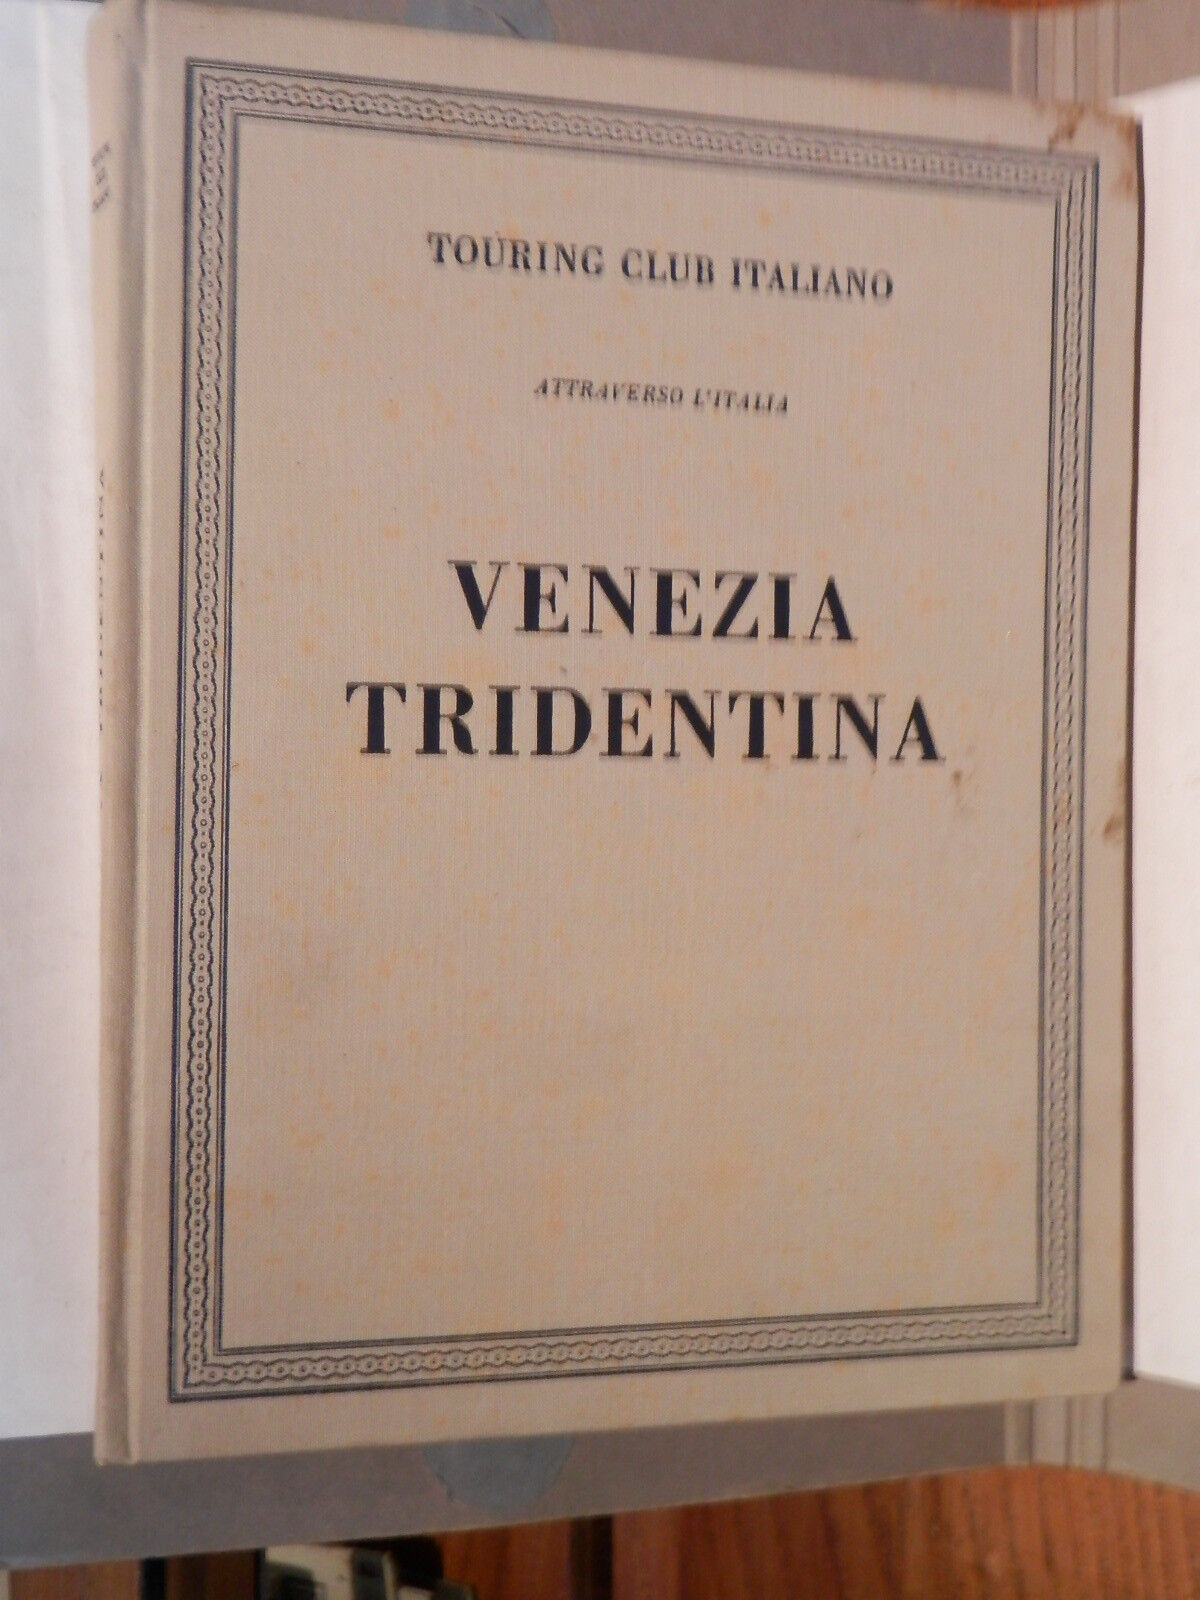 TOURING CLUB ITALIANO
ATTRAVERSO L'ITALIA
VENEZIA
TRIDENTINA